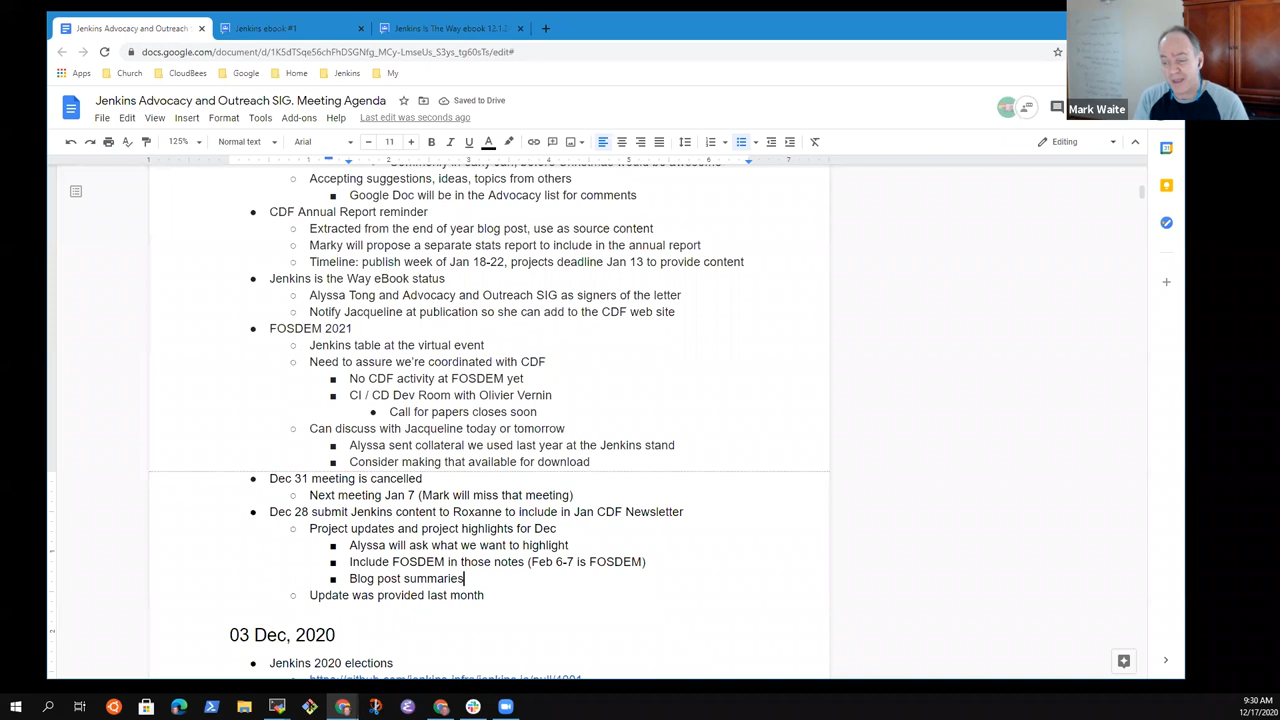 Jenkins Advocacy and Outreach
Jenkins ebook #1
Jenkins is The Way ebook 12.1.2
docs.google.com/document/d/1K5dTSqe56chFhDSGNfg_MCy-LmseUs_S3ys_tg60sTs/edit#
Apps
Church
CloudBees
Google
Home
Jenkins
My
Mark Waite
Jenkins Advocacy and Outreach SIG. Meeting Agenda
Saved to Drive
File Edit View Insert Format Tools Add-ons Help
Last edit was seconds ago
125% Normal text Arial 11 B I U A Editing
1 1 2 3 4 5 6 7
Accepting suggestions, ideas, topics from others
Google Doc will be in the Advocacy list for comments
CDF Annual Report reminder
Extracted from the end of year blog post, use as source content
Marky will propose a separate stats report to include in the annual report
Timeline: publish week of Jan 18-22, projects deadline Jan 13 to provide content
Jenkins is the Way eBook status
Alyssa Tong and Advocacy and Outreach SIG as signers of the letter
Notify Jacqueline at publication so she can add to the CDF web site
FOSDEM 2021
Jenkins table at the virtual event
Need to assure we're coordinated with CDF
No CDF activity at FOSDEM yet
CI / CD Dev Room with Olivier Vernin
Call for papers closes soon
Can discuss with Jacqueline today or tomorrow
Alyssa sent collateral we used last year at the Jenkins stand
Consider making that available for download
Dec 31 meeting is cancelled
Next meeting Jan 7 (Mark will miss that meeting)
Dec 28 submit Jenkins content to Roxanne to include in Jan CDF Newsletter
Project updates and project highlights for Dec
Alyssa will ask what we want to highlight
Include FOSDEM in those notes (Feb 6-7 is FOSDEM)
Blog post summaries
Update was provided last month
03 Dec, 2020
Jenkins 2020 elections
9:30 AM
12/17/2020